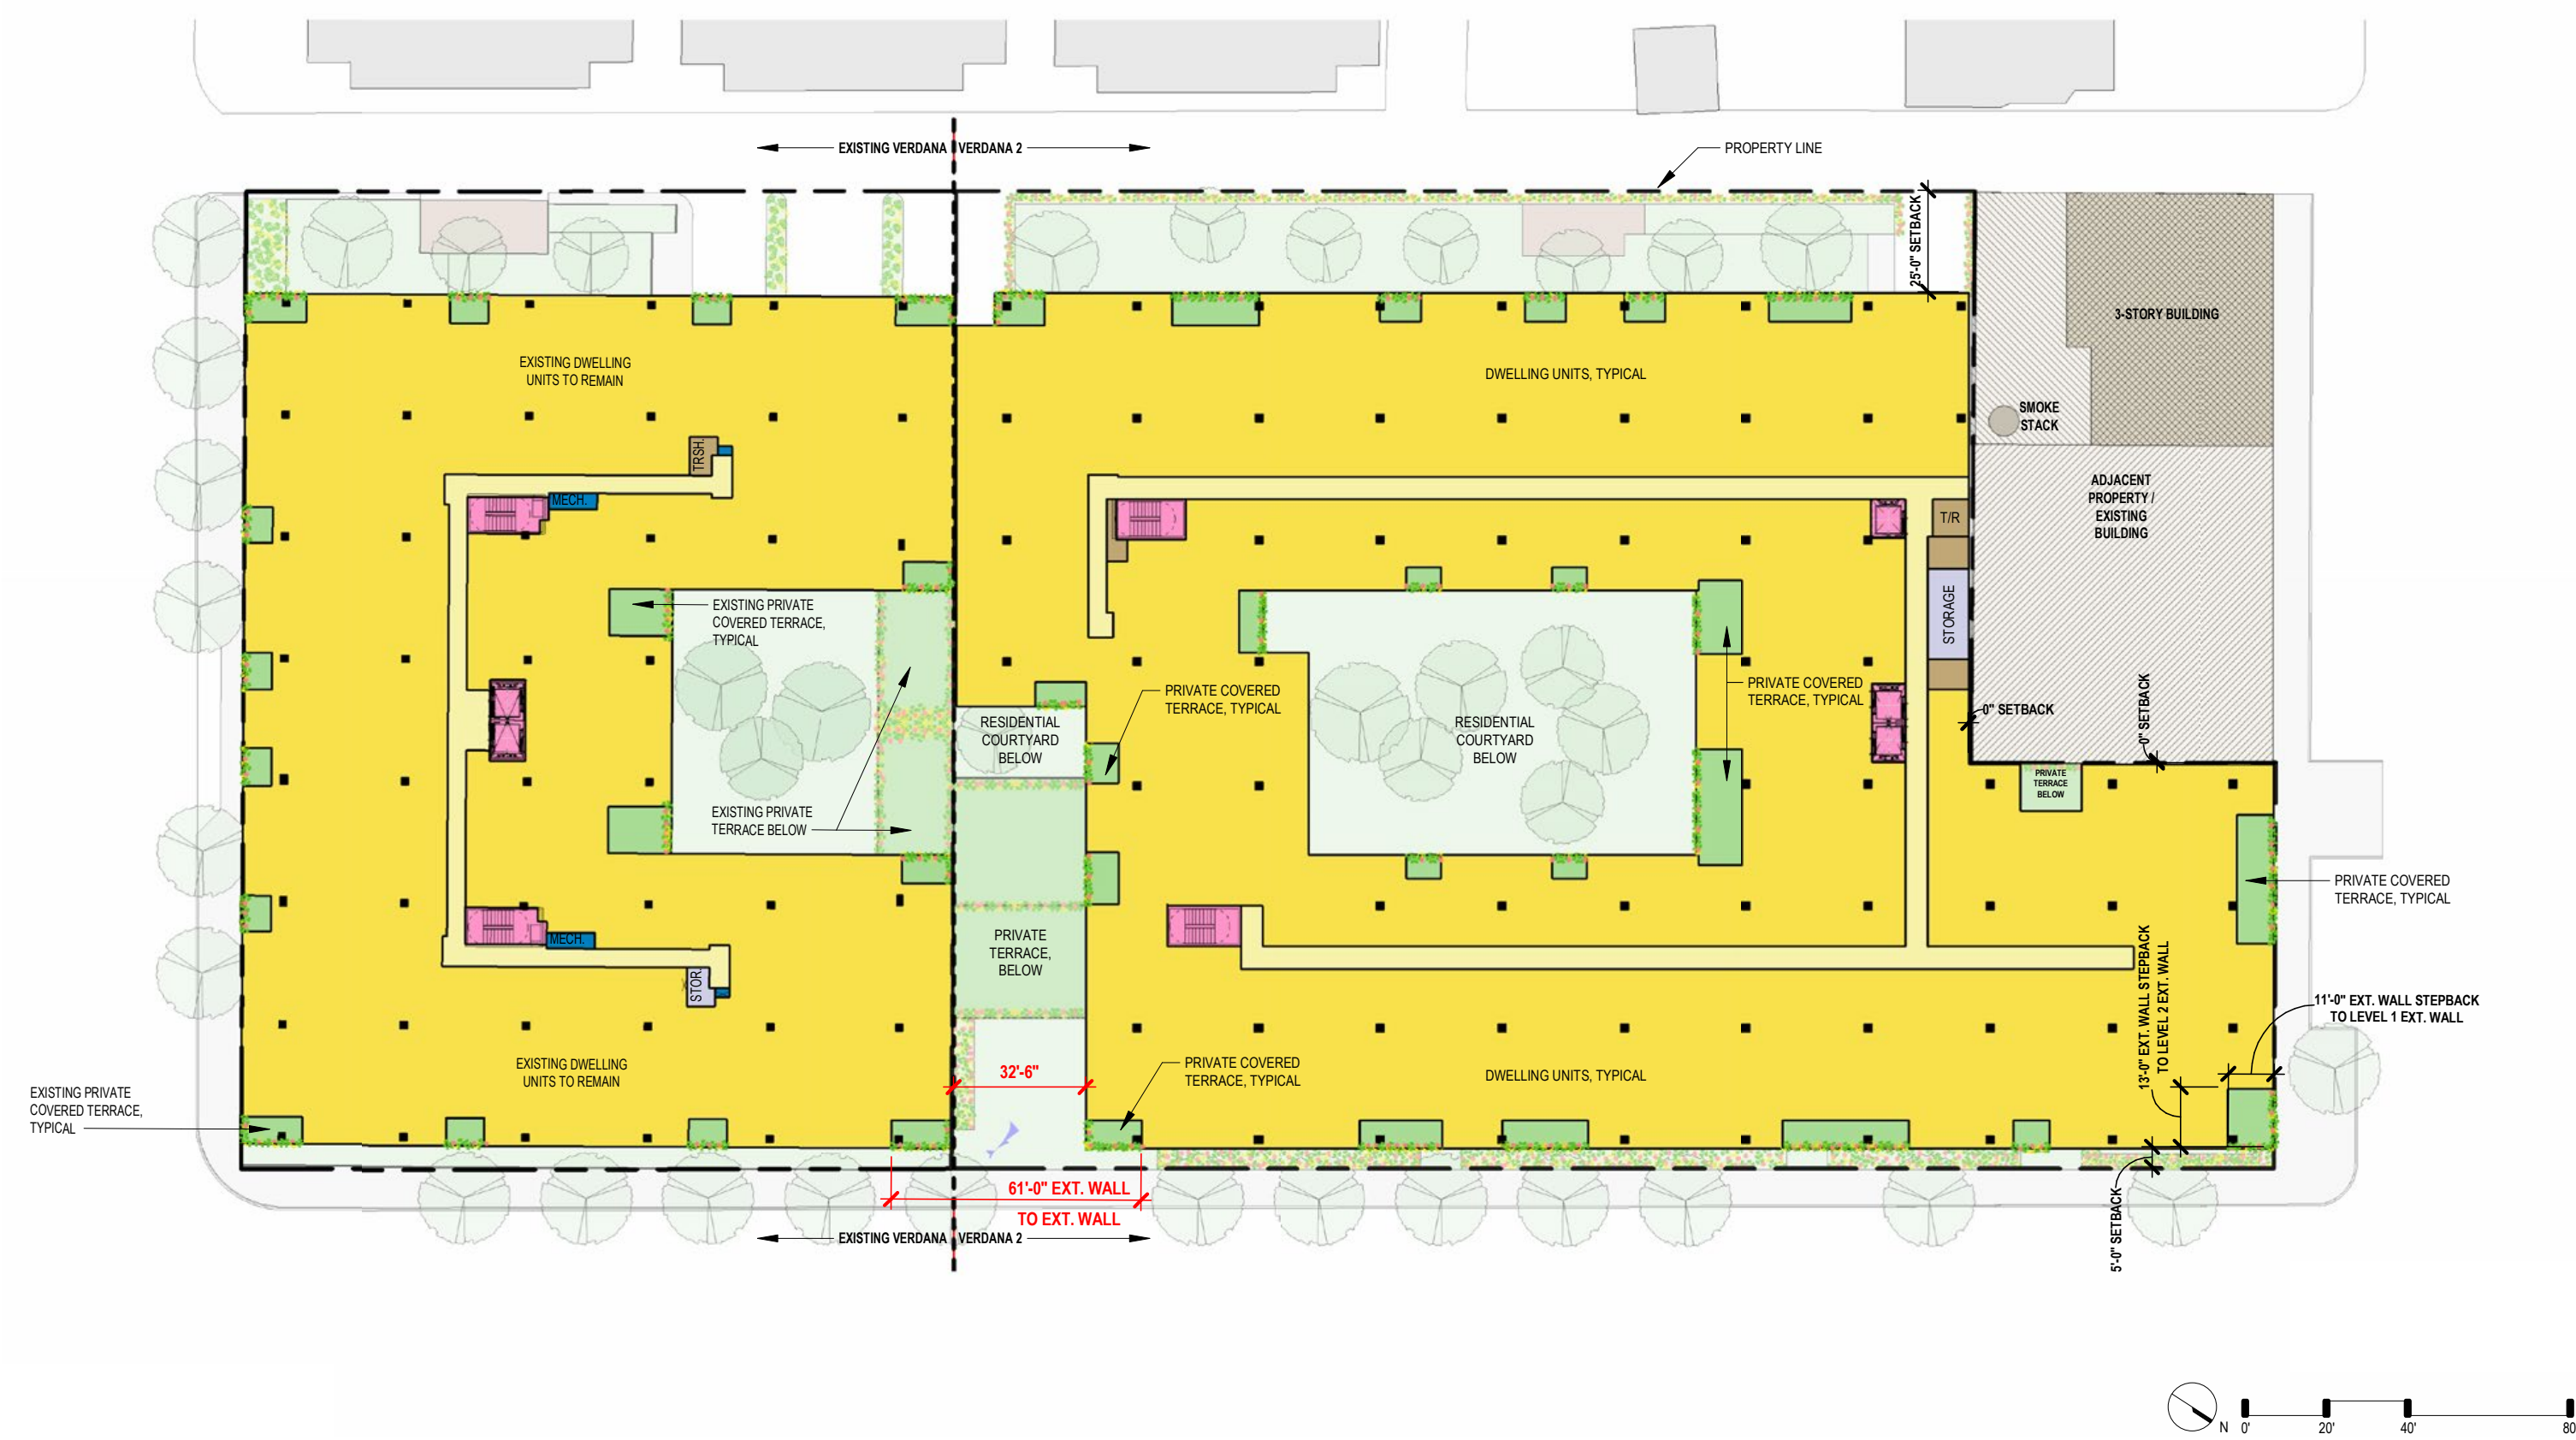 EXISTING VERDANA
VERDANA 2
PROPERTY LINE
25'-0" SETBACK
3-STORY BUILDING
EXISTING DWELLING
UNITS TO REMAIN
DWELLING UNITS, TYPICAL
SMOKE
STACK
TRSH.
MECH.
ADJACENT
PROPERTY /
EXISTING
BUILDING
T/R
STORAGE
EXISTING PRIVATE
COVERED TERRACE,
TYPICAL
PRIVATE COVERED
TERRACE, TYPICAL
PRIVATE COVERED
TERRACE, TYPICAL
0" SETBACK
0" SETBACK
RESIDENTIAL
COURTYARD
BELOW
RESIDENTIAL
COURTYARD
BELOW
PRIVATE
TERRACE
BELOW
EXISTING PRIVATE
TERRACE BELOW
PRIVATE COVERED
TERRACE, TYPICAL
MECH.
PRIVATE
TERRACE,
BELOW
STOR.
13'-0" EXT. WALL STEPBACK
TO LEVEL 2 EXT. WALL
11'-0" EXT. WALL STEPBACK
TO LEVEL 1 EXT. WALL
EXISTING DWELLING
UNITS TO REMAIN
32'-6"
PRIVATE COVERED
TERRACE, TYPICAL
DWELLING UNITS, TYPICAL
EXISTING PRIVATE
COVERED TERRACE,
TYPICAL
61'-0" EXT. WALL
TO EXT. WALL
5'-0" SETBACK
EXISTING VERDANA
VERDANA 2
N
0'
20'
40'
80